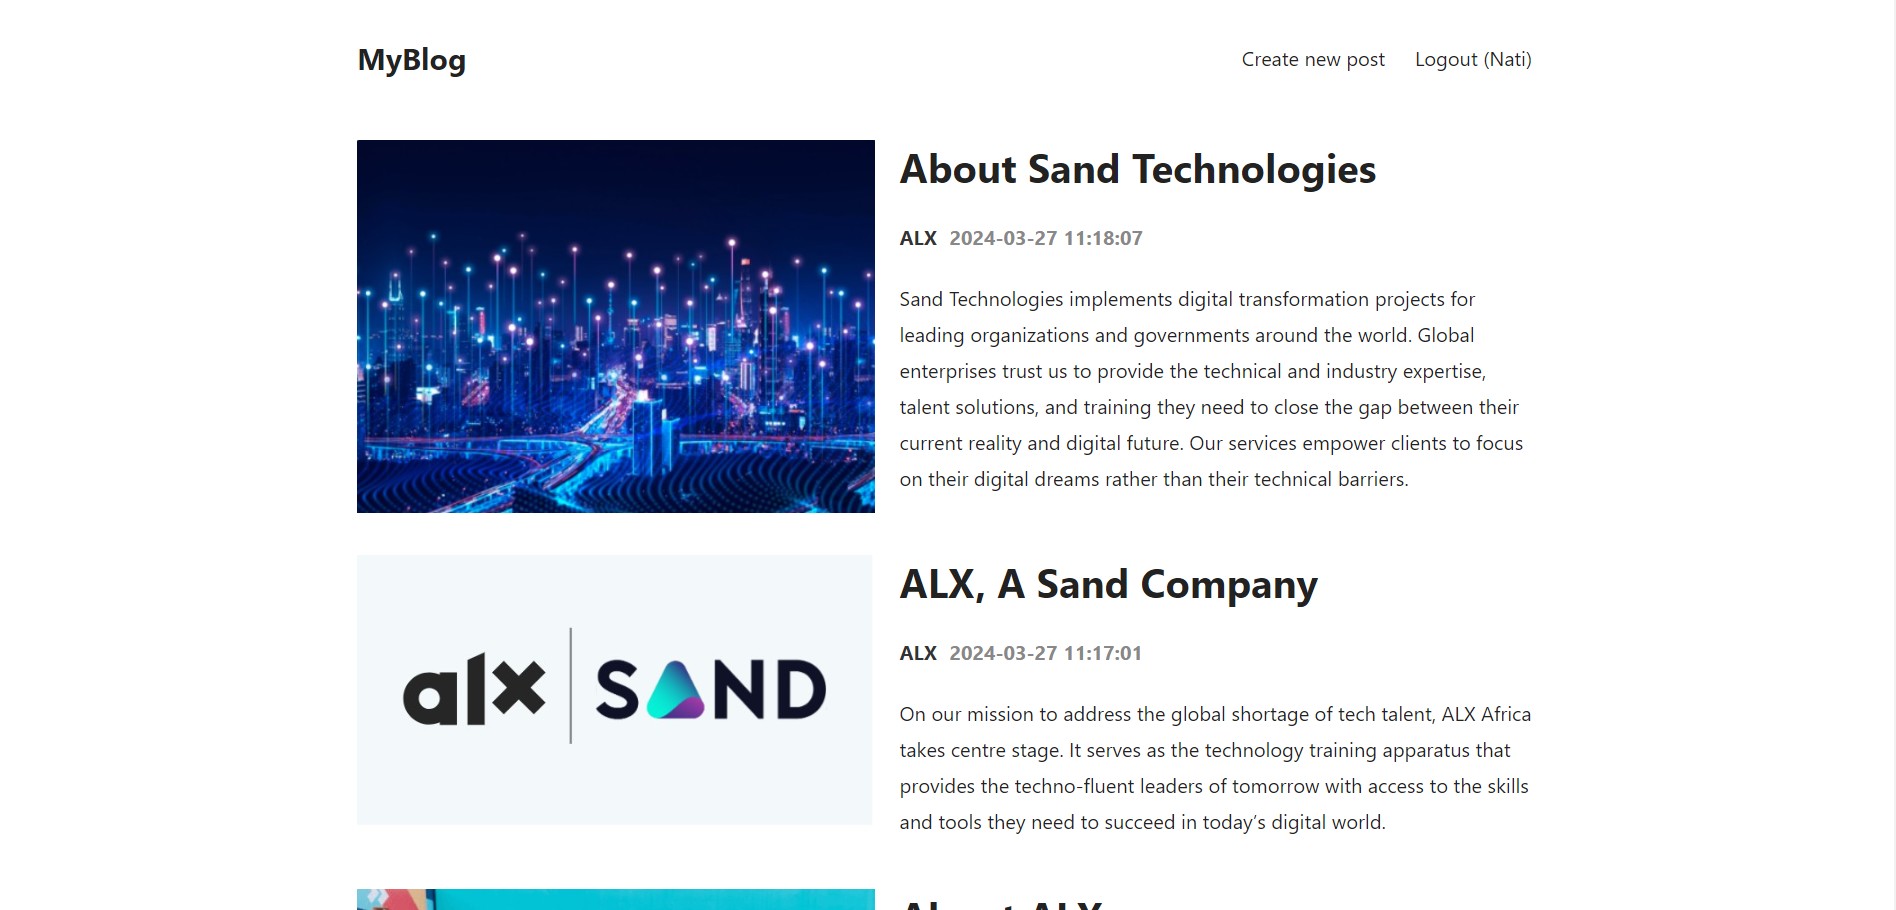 MyBlog
Create new post
Logout (Nati)
About Sand Technologies
ALX 2024-03-27 11:18:07
Sand Technologies implements digital transformation projects for
leading organizations and governments around the world. Global
enterprises trust us to provide the technical and industry expertise,
talent solutions, and training they need to close the gap between their
current reality and digital future. Our services empower clients to focus
on their digital dreams rather than their technical barriers.
alx | SAND
ALX, A Sand Company
ALX 2024-03-27 11:17:01
On our mission to address the global shortage of tech talent, ALX Africa
takes centre stage. It serves as the technology training apparatus that
provides the techno-fluent leaders of tomorrow with access to the skills
and tools they need to succeed in today’s digital world.
About ALX